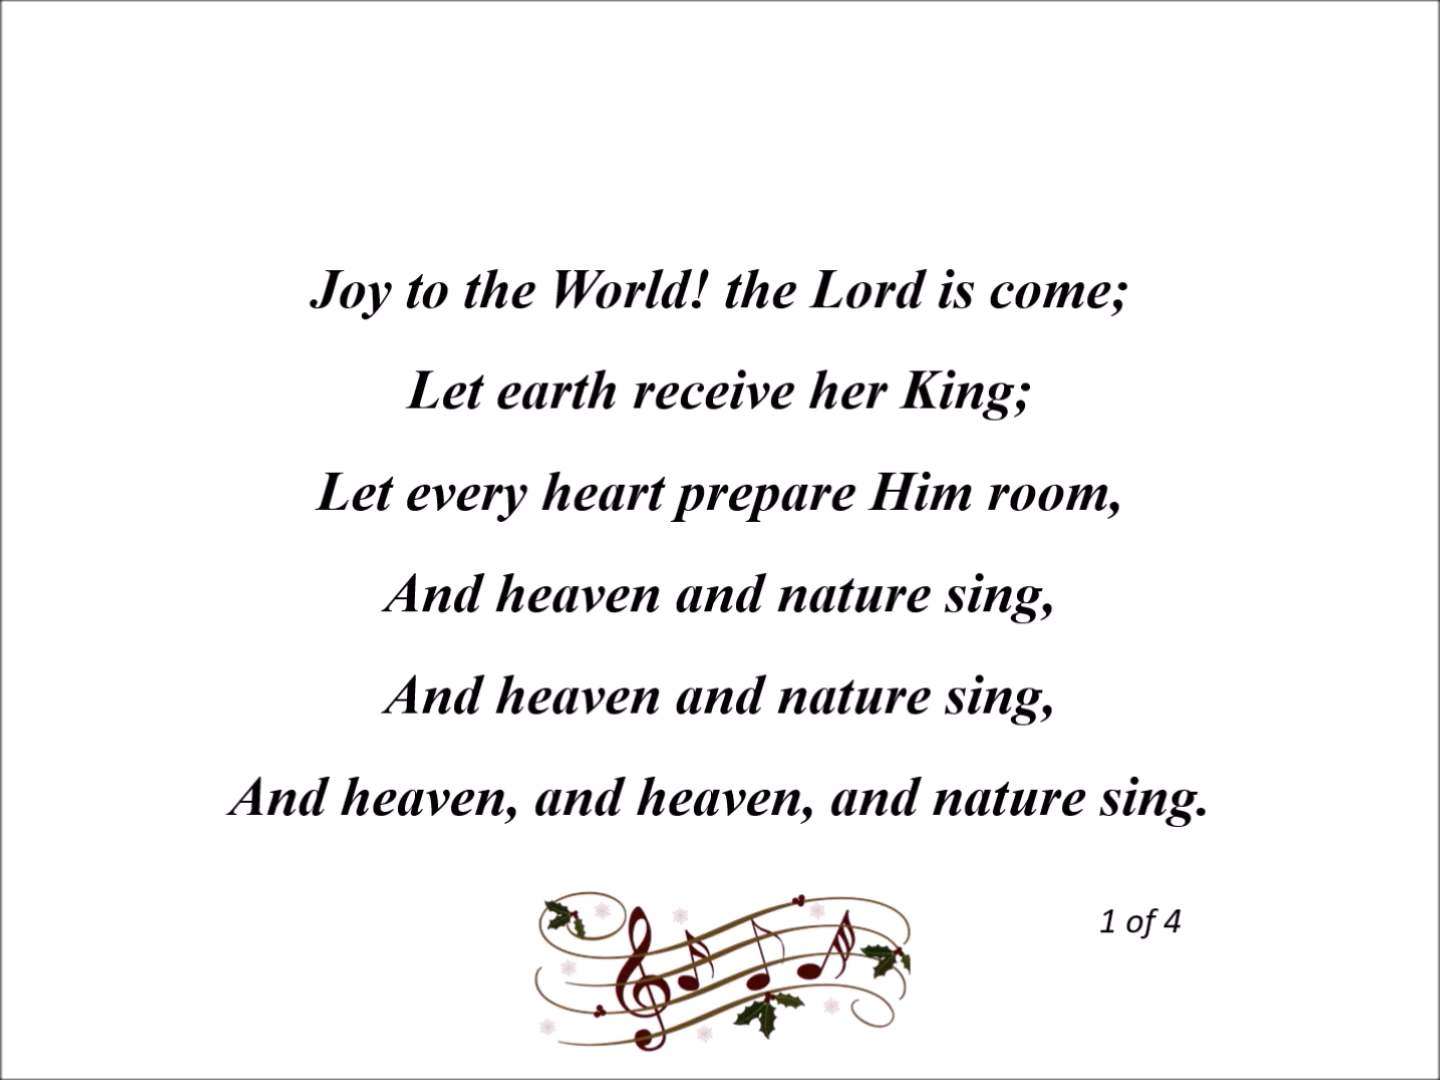 Joy to the World! the Lord is come;
Let earth receive her King;
Let every heart prepare Him room,
And heaven and nature sing,
And heaven and nature sing,
And heaven, and heaven, and nature sing.
1 of 4